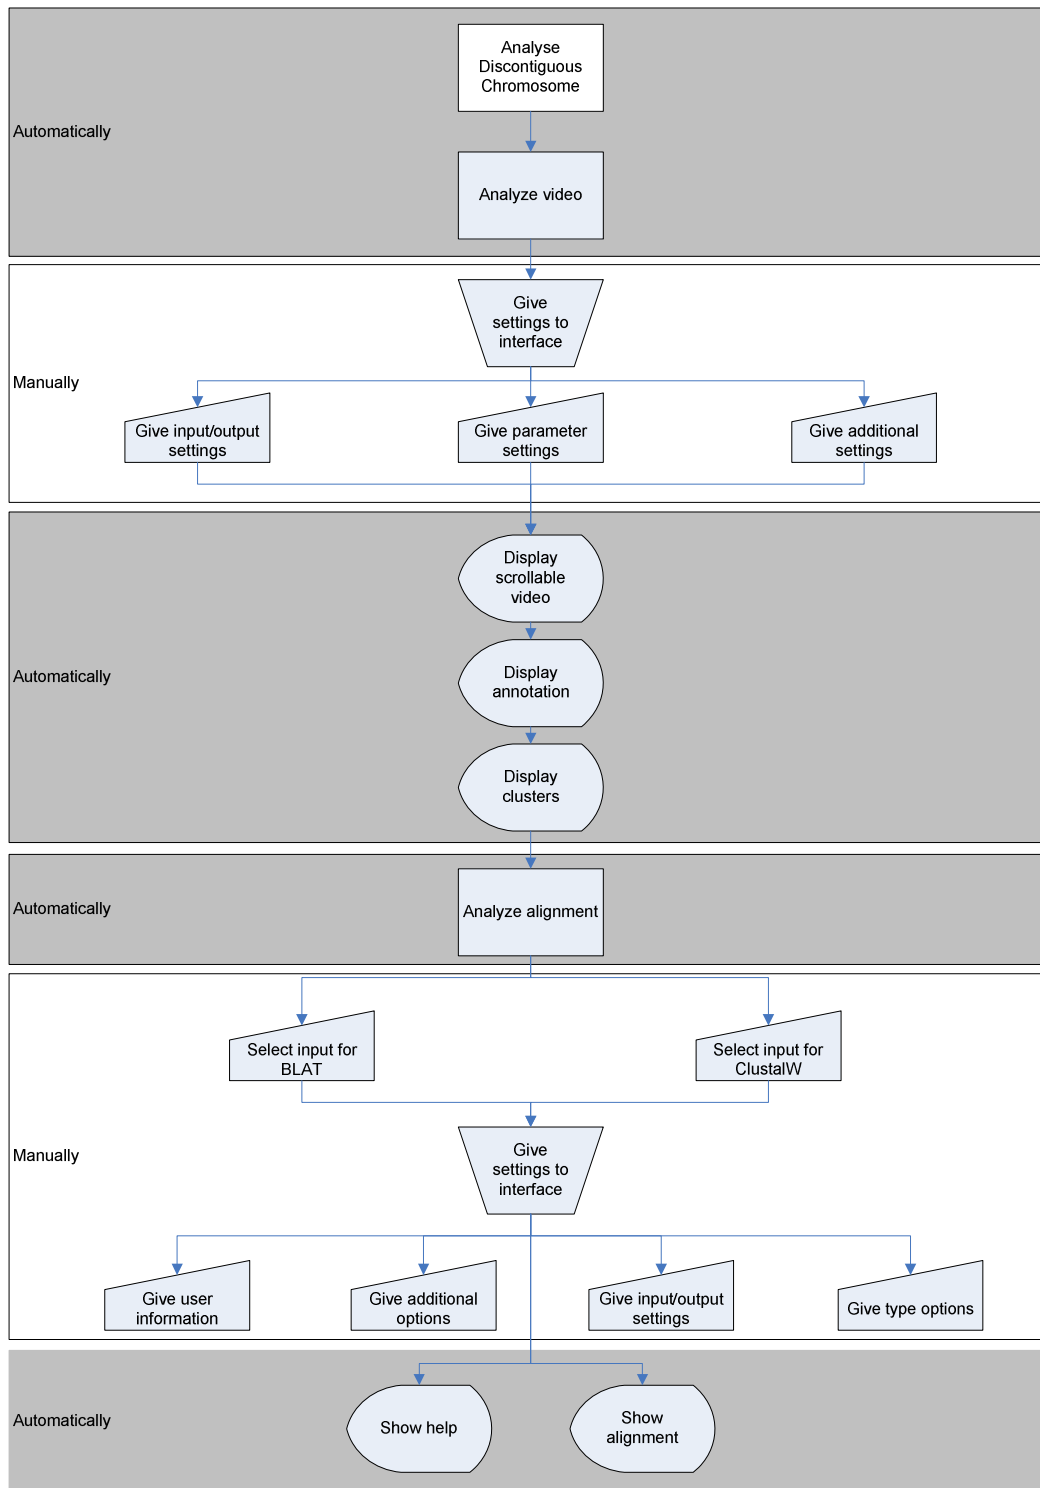 Analyse
Discontiguous
Chromosome
Automatically
Analyze video
Give
settings to
interface
Manually
Give input/output
settings
Give parameter
settings
Give additional
settings
Display
scrollable
video
Automatically
Display
annotation
Display
clusters
Automatically
Analyze alignment
Select input for
BLAT
Select input for
ClustalW
Manually
Give
settings to
interface
Give user
information
Give additional
options
Give input/output
settings
Give type options
Automatically
Show help
Show
alignment